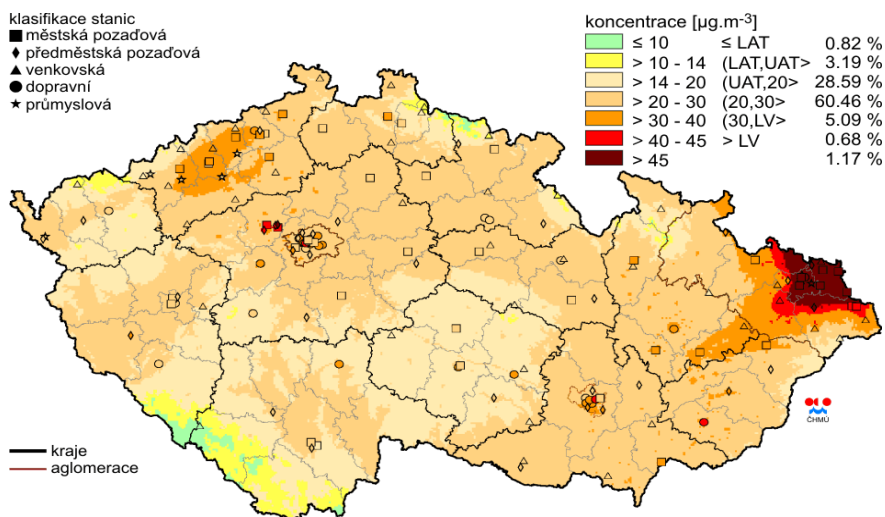 klasifikace stanic
městská pozaďová
předměstská pozaďová
venkovská
dopravní
průmyslová
koncentrace [µg.m-³]
≤ 10 ≤ LAT 0.82 %
> 10 - 14 (LAT,UAT> 3.19 %
> 14 - 20 (UAT,20> 28.59 %
> 20 - 30 (20,30> 60.46 %
> 30 - 40 (30,LV> 5.09 %
> 40 - 45 > LV 0.68 %
> 45 1.17 %
kraje
aglomerace
ČHMÚ